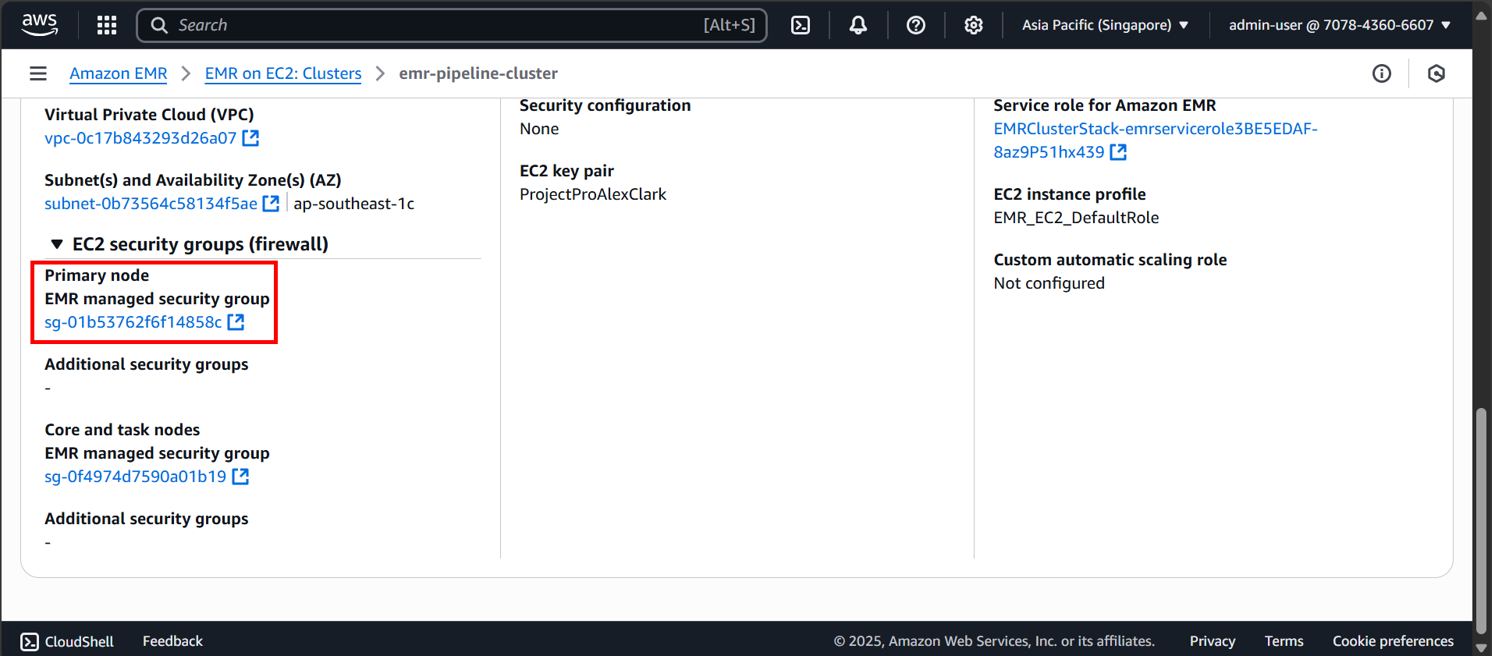 aws
Search
[Alt+S]
Asia Pacific (Singapore)
admin-user @ 7078-4360-6607
Amazon EMR
EMR on EC2: Clusters
emr-pipeline-cluster
Virtual Private Cloud (VPC)
vpc-0c17b843293d26a07
Subnet(s) and Availability Zone(s) (AZ)
subnet-0b73564c58134f5ae | ap-southeast-1c
EC2 security groups (firewall)
Primary node
EMR managed security group
sg-01b53762f6f14858c
Additional security groups
-
Core and task nodes
EMR managed security group
sg-0f4974d7590a01b19
Additional security groups
-
Security configuration
None
EC2 key pair
ProjectProAlexClark
Service role for Amazon EMR
EMRClusterStack-emrservicerole3BE5EDAF-
8az9P51hx439
EC2 instance profile
EMR_EC2_DefaultRole
Custom automatic scaling role
Not configured
CloudShell
Feedback
© 2025, Amazon Web Services, Inc. or its affiliates.
Privacy
Terms
Cookie preferences